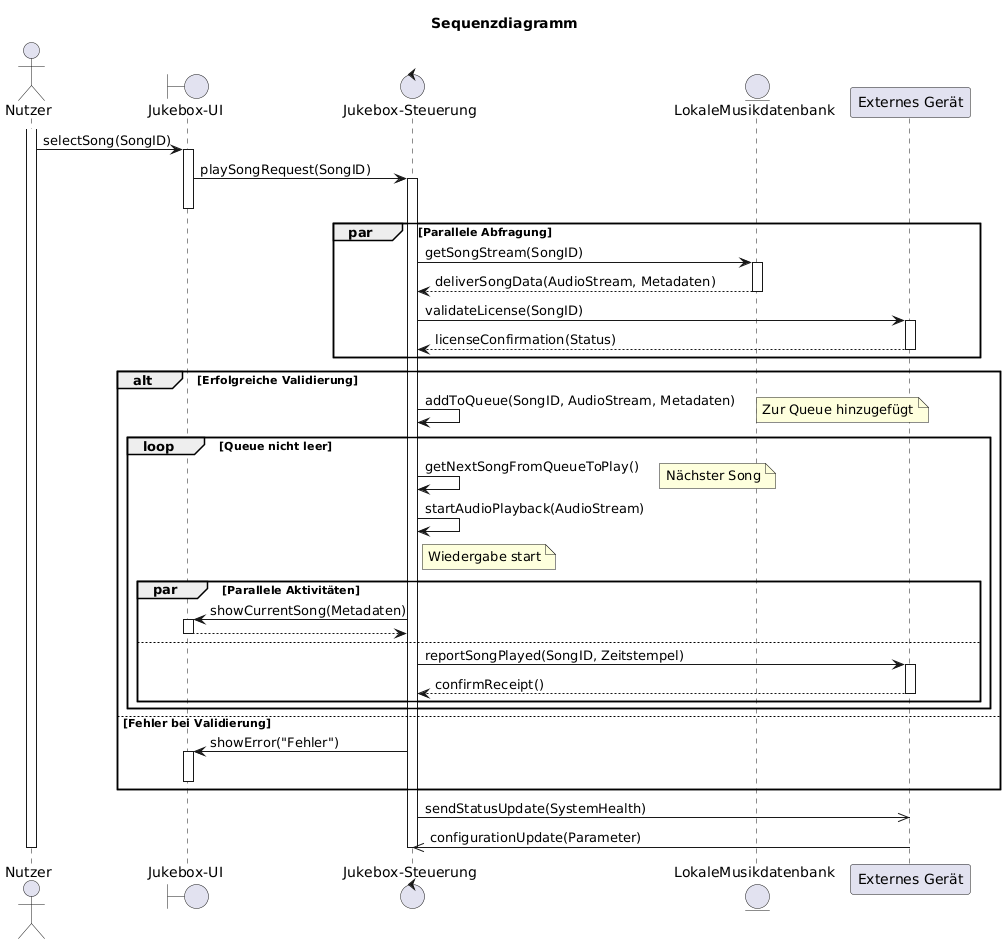 Sequenzdiagramm
Nutzer
Jukebox-UI
Jukebox-Steuerung
LokaleMusikdatenbank
Externes Gerät
selectSong(SongID)
playSongRequest(SongID)
par [Parallele Abfragung]
getSongStream(SongID)
deliverSongData(AudioStream, Metadaten)
validateLicense(SongID)
licenseConfirmation(Status)
alt [Erfolgreiche Validierung]
addToQueue(SongID, AudioStream, Metadaten)
Zur Queue hinzugefügt
loop [Queue nicht leer]
getNextSongFromQueueToPlay()
Nächster Song
startAudioPlayback(AudioStream)
Wiedergabe start
par [Parallele Aktivitäten]
showCurrentSong(Metadaten)
reportSongPlayed(SongID, Zeitstempel)
confirmReceipt()
[Fehler bei Validierung]
showError("Fehler")
sendStatusUpdate(SystemHealth)
configurationUpdate(Parameter)
Nutzer
Jukebox-UI
Jukebox-Steuerung
LokaleMusikdatenbank
Externes Gerät